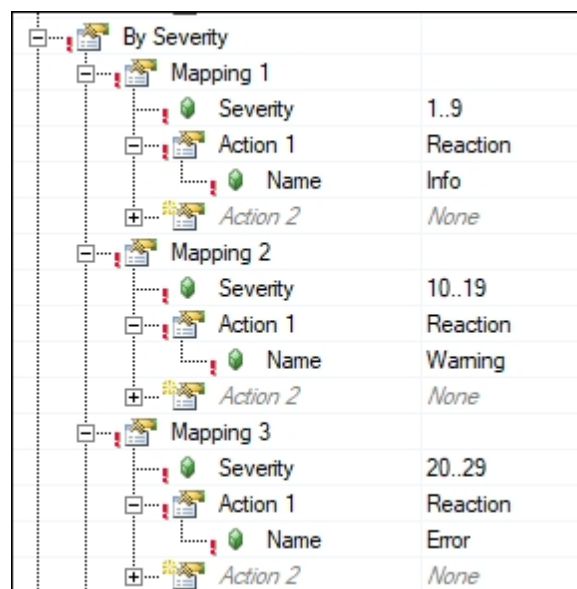 By Severity
Mapping 1
Severity 1..9
Action 1 Reaction
Name Info
Action 2 None
Mapping 2
Severity 10..19
Action 1 Reaction
Name Warning
Action 2 None
Mapping 3
Severity 20..29
Action 1 Reaction
Name Error
Action 2 None